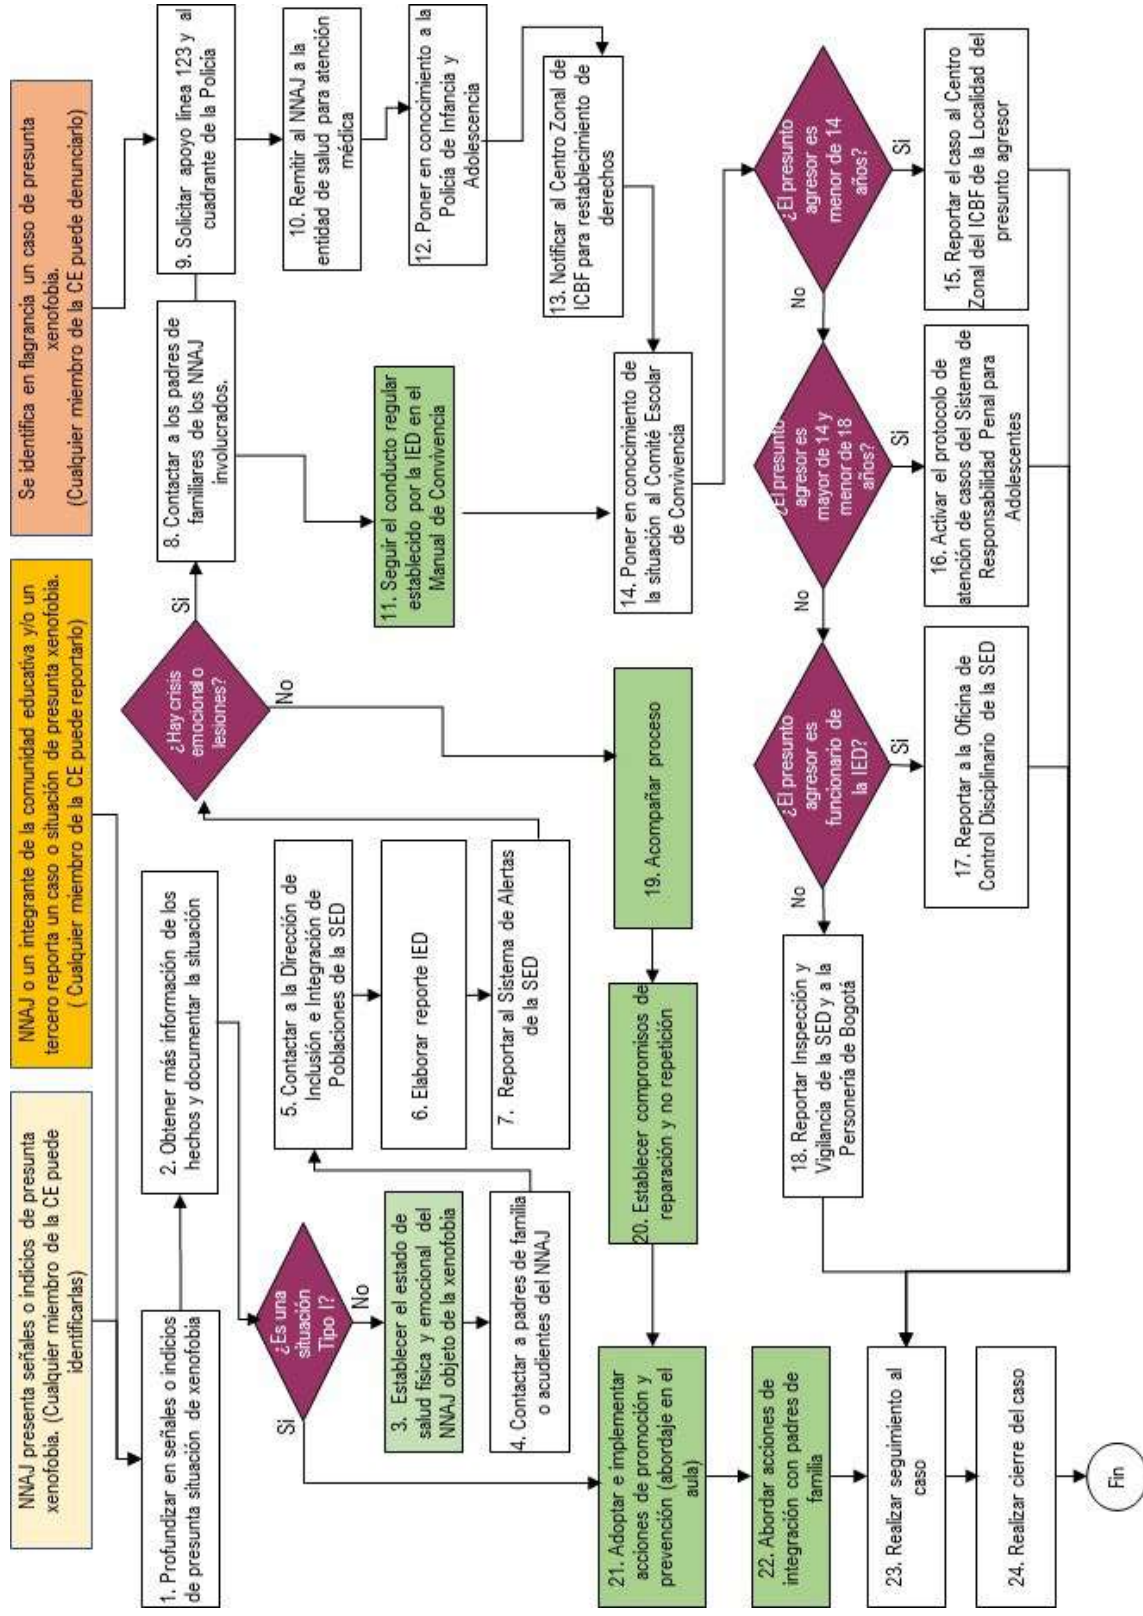 NNAJ presenta señales o indicios de presunta
xenofobia. (Cualquier miembro de la CE puede
identificarlas)
NNAJ o un integrante de la comunidad educativa y/o un
tercero reporta un caso o situación de presunta xenofobia.
( Cualquier miembro de la CE puede reportarlo)
Se identifica en flagrancia un caso de presunta
xenofobia.
(Cualquier miembro de la CE puede denunciarlo)
1. Profundizar en señales o indicios
de presunta situación de xenofobia
2. Obtener más información de los
hechos y documentar la situación
¿Es una
situación
Tipo I?
Si
No
3. Establecer el estado de
salud física y emocional del
NNAJ objeto de la xenofobia
4. Contactar a padres de familia
o acudientes del NNAJ
5. Contactar a la Dirección de
Inclusión e Integración de
Poblaciones de la SED
6. Elaborar reporte IED
7. Reportar al Sistema de Alertas
de la SED
¿Hay crisis
emocional o
lesiones?
Si
No
8. Contactar a los padres de
familia o familiares de los NNAJ
involucrados.
9. Solicitar apoyo línea 123 y al
cuadrante de la Policía
10. Remitir al NNAJ a la
entidad de salud para atención
médica
11. Seguir el conducto regular
establecido por la IED en el
Manual de Convivencia
12. Poner en conocimiento a la
Policía de Infancia y
Adolescencia
13. Notificar al Centro Zonal de
ICBF para restablecimiento de
derechos
14. Poner en conocimiento de
la situación al Comité Escolar
de Convivencia
¿El presunto
agresor es
menor de 14
años?
Si
No
15. Reportar el caso al Centro
Zonal del ICBF de la Localidad del
presunto agresor
¿El presunto
agresor es
mayor de 14 y
menor de 18
años?
Si
No
16. Activar el protocolo de
atención de casos del Sistema de
Responsabilidad Penal para
Adolescentes
¿El presunto
agresor es
funcionario de
la IED?
Si
No
17. Reportar a la Oficina de
Control Disciplinario de la SED
18. Reportar Inspección y
Vigilancia de la SED y a la
Personería de Bogotá
19. Acompañar proceso
20. Establecer compromisos de
reparación y no repetición
21. Adoptar e implementar
acciones de promoción y
prevención (abordaje en el
aula)
22. Abordar acciones de
integración con padres de
familia
23. Realizar seguimiento al
caso
24. Realizar cierre del caso
Fin